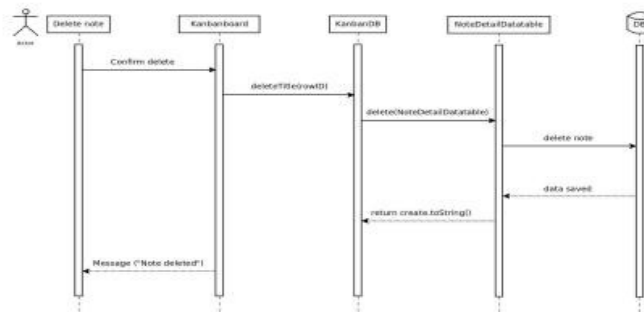 Delete note
Kanbanboard
KanbanDB
NoteDetailDatatable
DB
Actor
Confirm delete
deleteTitle(rowID)
delete(NoteDetailDatatable)
delete note
data saved
return create.toString()
Message ("Note deleted")